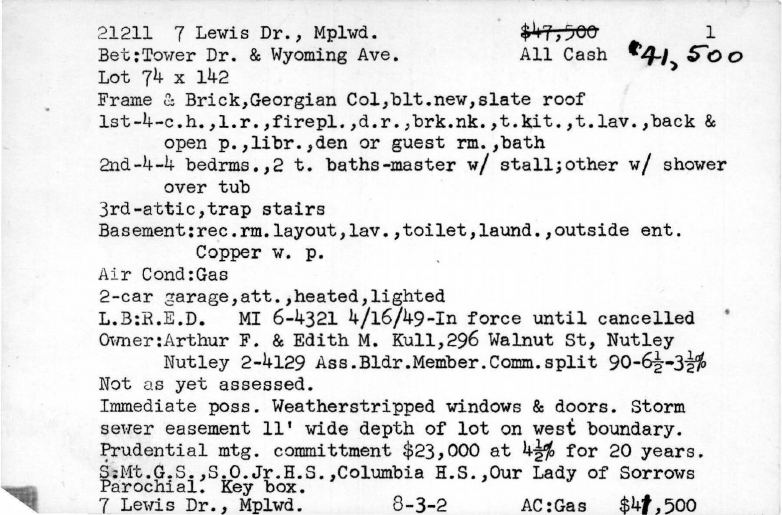 21211 7 Lewis Dr., Mplwd. $47,500 1
Bet:Tower Dr. & Wyoming Ave. All Cash $41,500
Lot 74 x 142
Frame & Brick,Georgian Col,blt.new,slate roof
1st-4-c.h.,l.r.,firepl.,d.r.,brk.nk.,t.kit.,t.lav.,back &
open p.,libr.,den or guest rm.,bath
2nd-4-4 bedrms.,2 t. baths-master w/ stall;other w/ shower
over tub
3rd-attic,trap stairs
Basement:rec.rm.layout,lav.,toilet,laund.,outside ent.
Copper w. p.
Air Cond:Gas
2-car garage,att.,heated,lighted
L.B:R.E.D. MI 6-4321 4/16/49-In force until cancelled
Owner:Arthur F. & Edith M. Kull,296 Walnut St, Nutley
Nutley 2-4129 Ass.Bldr.Member.Comm.split 90-6½-3½%
Not as yet assessed.
Immediate poss. Weatherstripped windows & doors. Storm
sewer easement 11' wide depth of lot on west boundary.
Prudential mtg. committment $23,000 at 4½% for 20 years.
S:Mt.G.S.,S.O.Jr.H.S.,Columbia H.S.,Our Lady of Sorrows
Parochial. Key box.
7 Lewis Dr., Mplwd. 8-3-2 AC:Gas $41,500